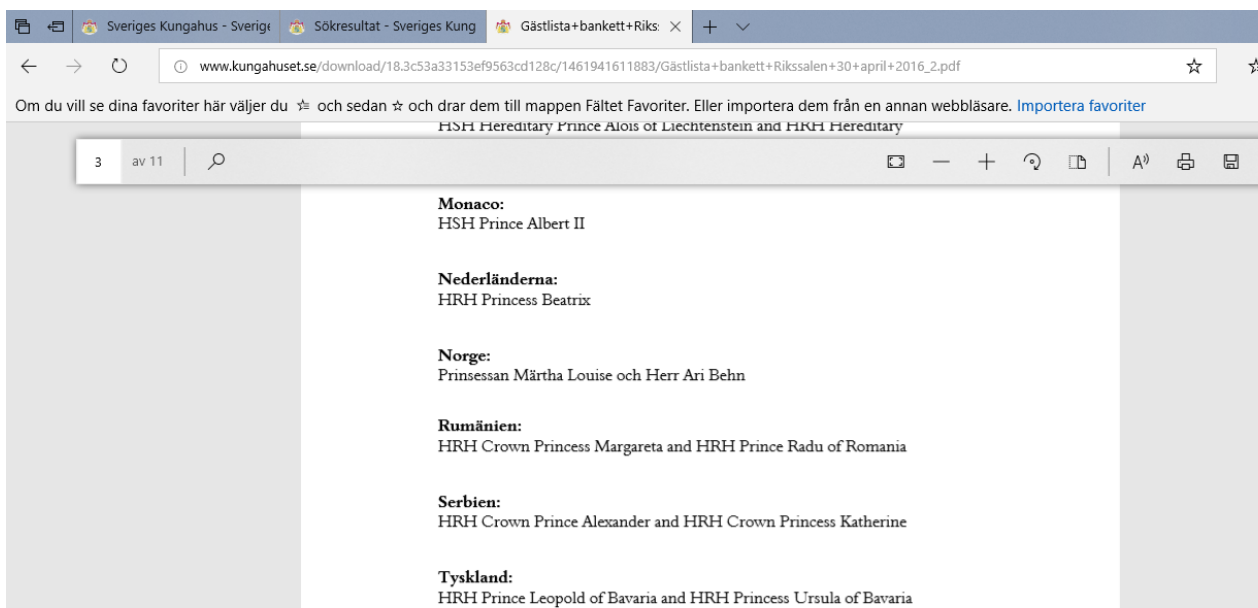 Sveriges Kungahus - Sverige
Sökresultat - Sveriges Kung
Gästlista+bankett+Riks:
www.kungahuset.se/download/18.3c53a33153ef9563cd128c/1461941611883/Gästlista+bankett+Rikssalen+30+april+2016_2.pdf
Om du vill se dina favoriter här väljer du och sedan och drar dem till mappen Fältet Favoriter. Eller importera dem från en annan webbläsare. Importera favoriter
HSH Hereditary Prince Alois of Liechtenstein and HRH Hereditary
3 av 11
Monaco:
HSH Prince Albert II
Nederländerna:
HRH Princess Beatrix
Norge:
Prinsessan Märtha Louise och Herr Ari Behn
Rumänien:
HRH Crown Princess Margareta and HRH Prince Radu of Romania
Serbien:
HRH Crown Prince Alexander and HRH Crown Princess Katherine
Tyskland:
HRH Prince Leopold of Bavaria and HRH Princess Ursula of Bavaria